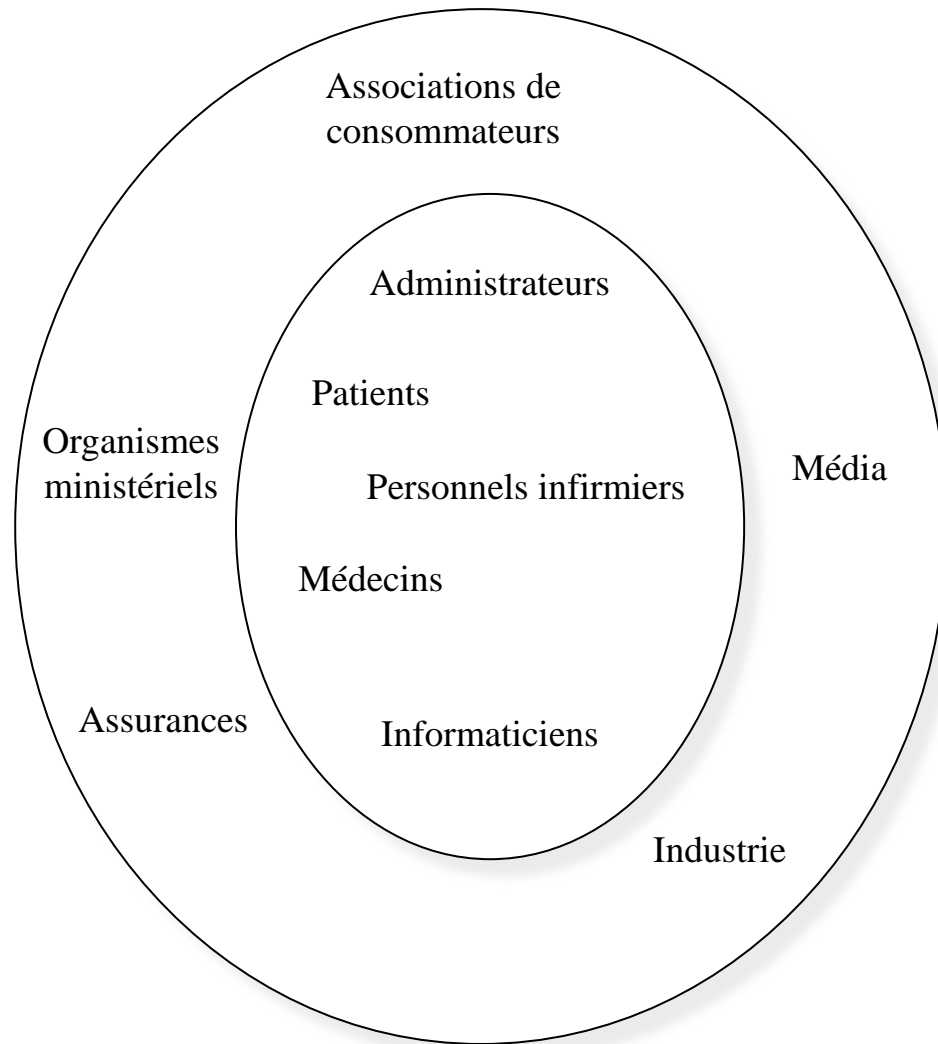 Associations de
consommateurs
Administrateurs
Patients
Organismes
ministériels
Média
Personnels infirmiers
Médecins
Assurances
Informaticiens
Industrie